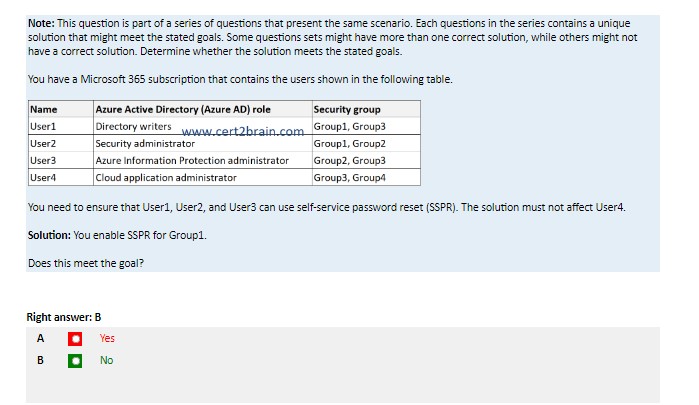 Note: This question is part of a series of questions that present the same scenario. Each questions in the series contains a unique
solution that might meet the stated goals. Some questions sets might have more than one correct solution, while others might not
have a correct solution. Determine whether the solution meets the stated goals.
You have a Microsoft 365 subscription that contains the users shown in the following table.
Name Azure Active Directory (Azure AD) role Security group
User1 Directory writers Group1, Group3
www.cert2brain.com
User2 Security administrator Group1, Group2
User3 Azure Information Protection administrator Group2, Group3
User4 Cloud application administrator Group3, Group4
You need to ensure that User1, User2, and User3 can use self-service password reset (SSPR). The solution must not affect User4.
Solution: You enable SSPR for Group1.
Does this meet the goal?
Right answer: B
A Yes
B No